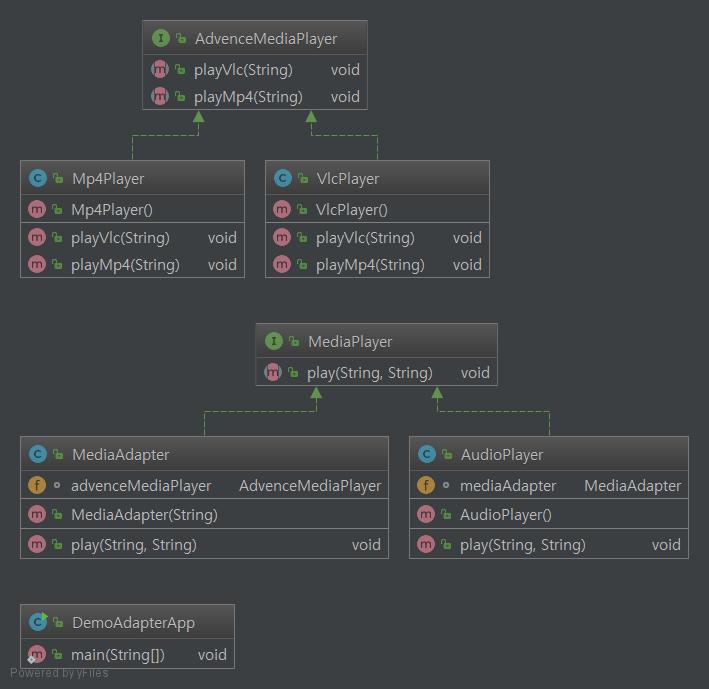 AdvenceMediaPlayer
playVlc(String) void
playMp4(String) void
Mp4Player
Mp4Player()
playVlc(String) void
playMp4(String) void
VlcPlayer
VlcPlayer()
playVlc(String) void
playMp4(String) void
MediaPlayer
play(String, String) void
MediaAdapter
advenceMediaPlayer AdvenceMediaPlayer
MediaAdapter(String)
play(String, String) void
AudioPlayer
mediaAdapter MediaAdapter
AudioPlayer()
play(String, String) void
DemoAdapterApp
main(String[]) void
Powered by yFiles